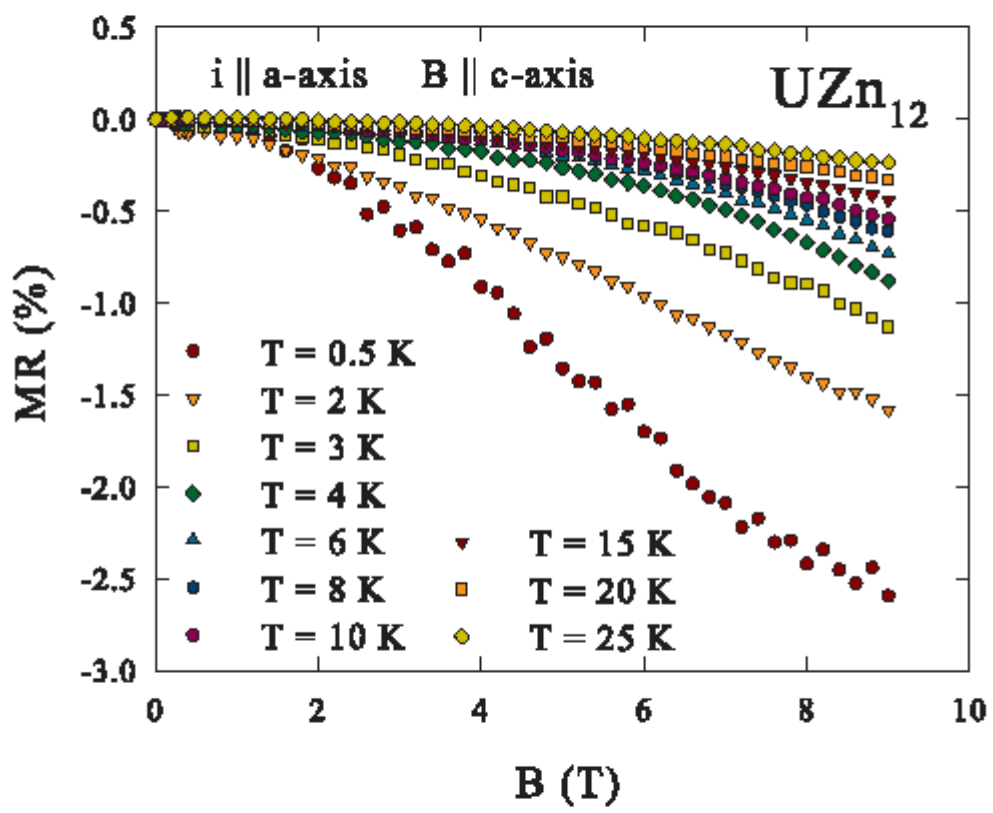 0.5
0.0
-0.5
-1.0
-1.5
-2.0
-2.5
-3.0
MR (%)
i || a-axis B || c-axis
UZn12
T = 0.5 K
T = 2 K
T = 3 K
T = 4 K
T = 6 K
T = 8 K
T = 10 K
T = 15 K
T = 20 K
T = 25 K
0 2 4 6 8 10
B (T)